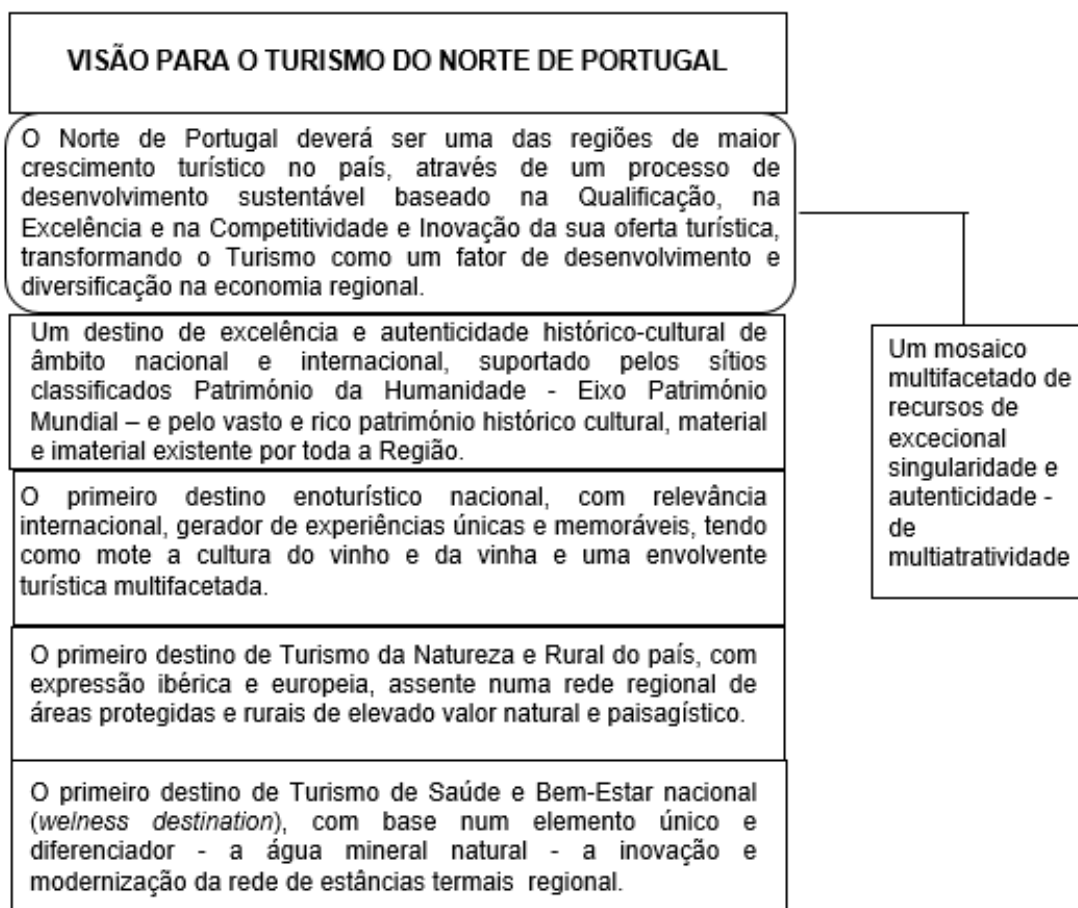 VISÃO PARA O TURISMO DO NORTE DE PORTUGAL
O Norte de Portugal deverá ser uma das regiões de maior
crescimento turístico no país, através de um processo de
desenvolvimento sustentável baseado na Qualificação, na
Excelência e na Competitividade e Inovação da sua oferta turística,
transformando o Turismo como um fator de desenvolvimento e
diversificação na economia regional.
Um destino de excelência e autenticidade histórico-cultural de
âmbito nacional e internacional, suportado pelos sítios
classificados Património da Humanidade - Eixo Património
Mundial – e pelo vasto e rico património histórico cultural, material
e imaterial existente por toda a Região.
O primeiro destino enoturístico nacional, com relevância
internacional, gerador de experiências únicas e memoráveis, tendo
como mote a cultura do vinho e da vinha e uma envolvente
turística multifacetada.
O primeiro destino de Turismo da Natureza e Rural do país, com
expressão ibérica e europeia, assente numa rede regional de
áreas protegidas e rurais de elevado valor natural e paisagístico.
O primeiro destino de Turismo de Saúde e Bem-Estar nacional
(welness destination), com base num elemento único e
diferenciador - a água mineral natural - a inovação e
modernização da rede de estâncias termais regional.
Um mosaico
multifacetado de
recursos de
excecional
singularidade e
autenticidade -
de
multiatratividade